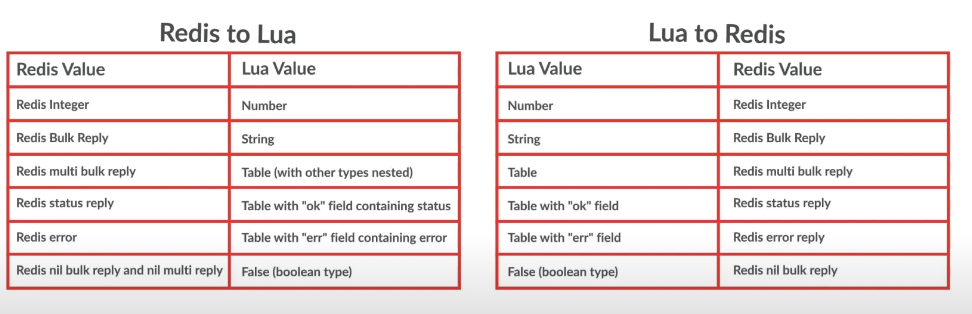 Redis to Lua
Redis Value Lua Value
Redis Integer Number
Redis Bulk Reply String
Redis multi bulk reply Table (with other types nested)
Redis status reply Table with "ok" field containing status
Redis error Table with "err" field containing error
Redis nil bulk reply and nil multi reply False (boolean type)
Lua to Redis
Lua Value Redis Value
Number Redis Integer
String Redis Bulk Reply
Table Redis multi bulk reply
Table with "ok" field Redis status reply
Table with "err" field Redis error reply
False (boolean type) Redis nil bulk reply